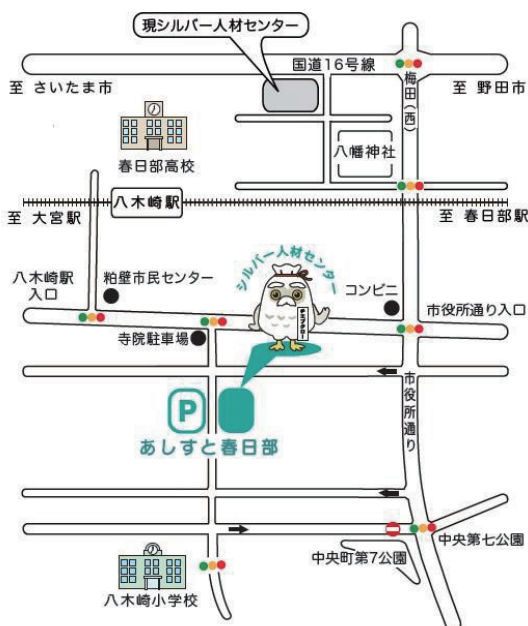 現シルバー人材センター
国道16号線
至 さいたま市
梅田(西)
至 野田市
春日部高校
八幡神社
八木崎駅
至 大宮駅
至 春日部駅
シルバー人材センター
八木崎駅
入口
粕壁市民センター
コンビニ
市役所通り入口
寺院駐車場
市役所通り
P
あしすと春日部
中央第七公園
中央町第7公園
八木崎小学校